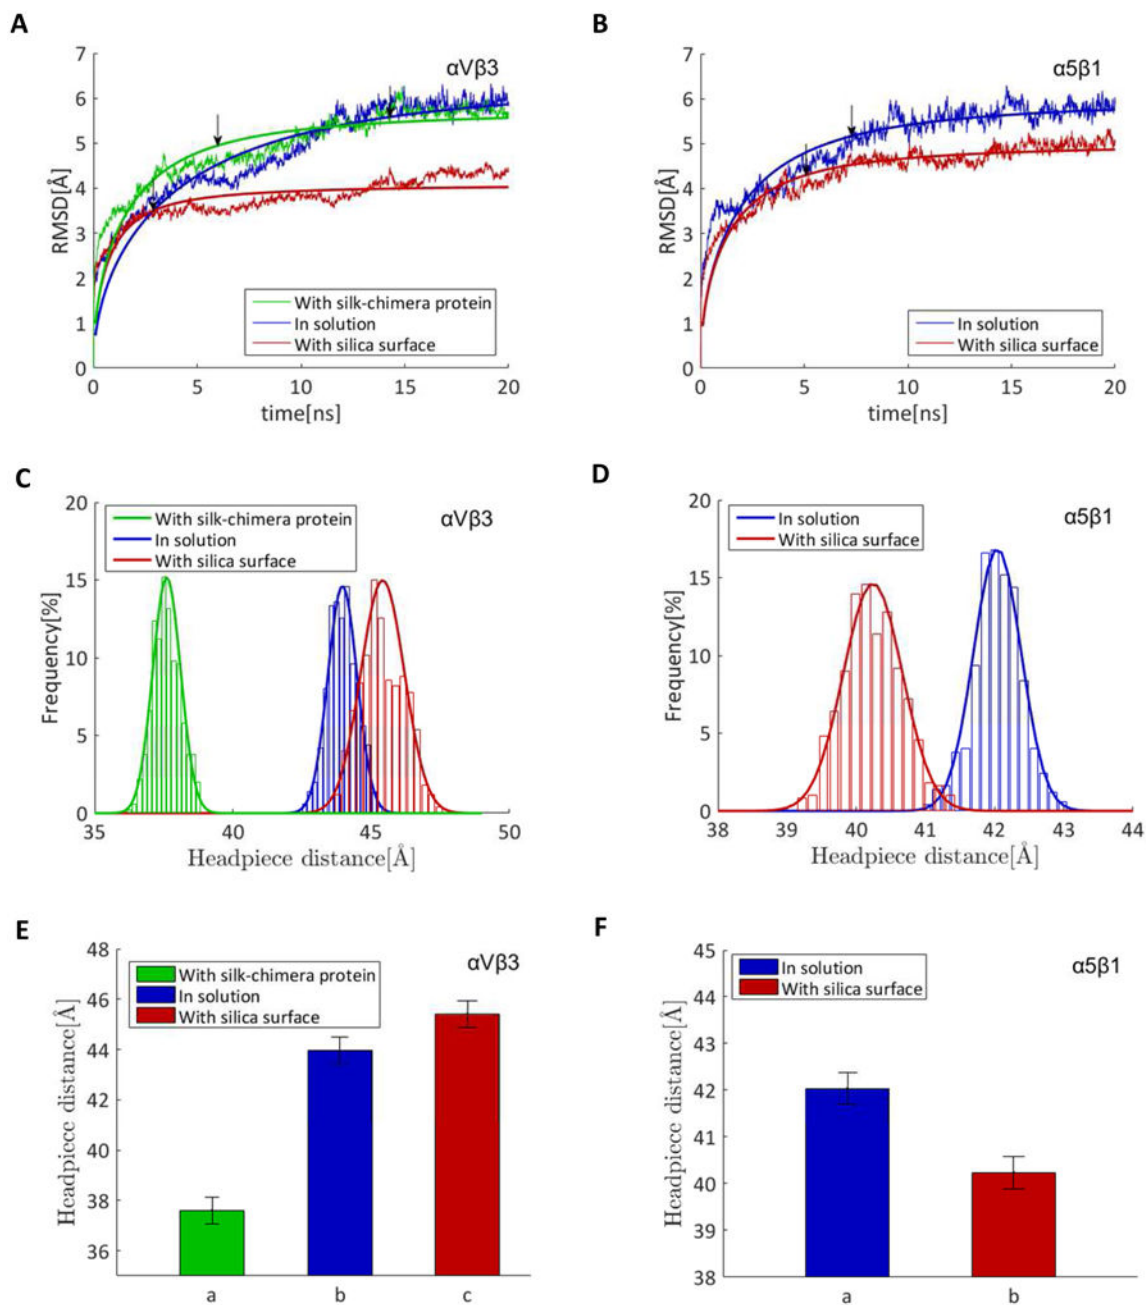 A
αVβ3
RMSD[Å]
7
6
5
4
3
2
1
0
With silk-chimera protein
In solution
With silica surface
0 5 10 15 20
time[ns]
B
α5β1
RMSD[Å]
7
6
5
4
3
2
1
0
In solution
With silica surface
0 5 10 15 20
time[ns]
C
αVβ3
Frequency[%]
20
15
10
5
0
With silk-chimera protein
In solution
With silica surface
35 40 45 50
Headpiece distance[Å]
D
α5β1
Frequency[%]
20
15
10
5
0
In solution
With silica surface
38 39 40 41 42 43 44
Headpiece distance[Å]
E
αVβ3
Headpiece distance[Å]
48
46
44
42
40
38
36
With silk-chimera protein
In solution
With silica surface
a b c
F
α5β1
Headpiece distance[Å]
45
44
43
42
41
40
39
38
In solution
With silica surface
a b